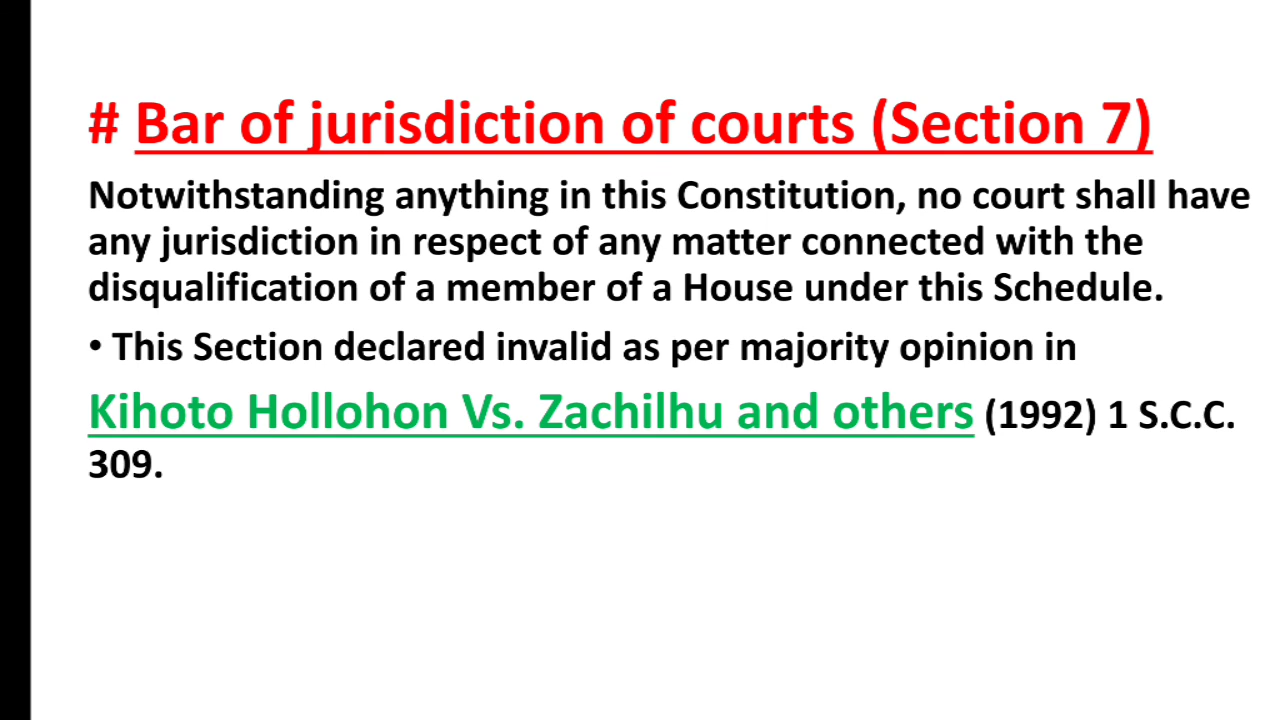 # Bar of jurisdiction of courts (Section 7)
Notwithstanding anything in this Constitution, no court shall have
any jurisdiction in respect of any matter connected with the
disqualification of a member of a House under this Schedule.
• This Section declared invalid as per majority opinion in
Kihoto Hollohon Vs. Zachilhu and others (1992) 1 S.C.C.
309.